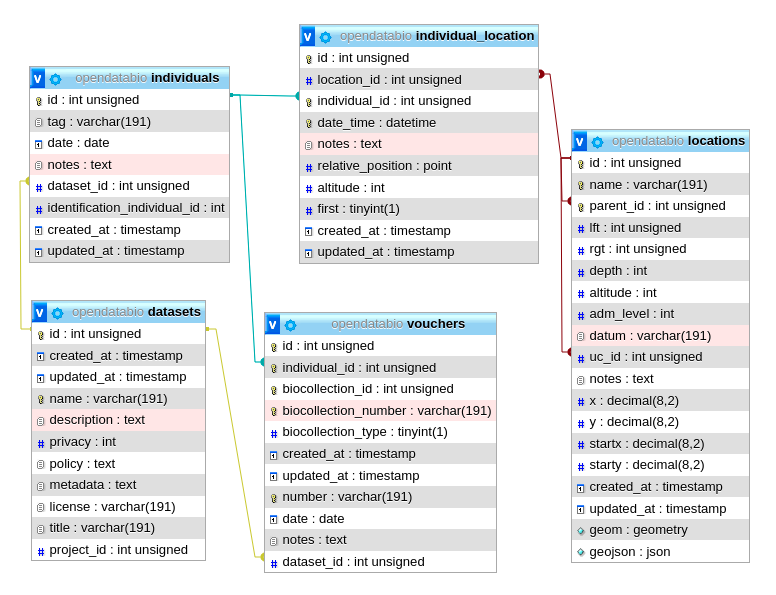 v opendatabio individuals
id : int unsigned
tag : varchar(191)
date : date
notes : text
dataset_id : int unsigned
identification_individual_id : int
created_at : timestamp
updated_at : timestamp
v opendatabio individual_location
id : int unsigned
location_id : int unsigned
individual_id : int unsigned
date_time : datetime
notes : text
relative_position : point
altitude : int
first : tinyint(1)
created_at : timestamp
updated_at : timestamp
v opendatabio locations
id : int unsigned
name : varchar(191)
parent_id : int unsigned
lft : int unsigned
rgt : int unsigned
depth : int
altitude : int
adm_level : int
datum : varchar(191)
uc_id : int unsigned
notes : text
x : decimal(8,2)
y : decimal(8,2)
startx : decimal(8,2)
starty : decimal(8,2)
created_at : timestamp
updated_at : timestamp
geom : geometry
geojson : json
v opendatabio datasets
id : int unsigned
created_at : timestamp
updated_at : timestamp
name : varchar(191)
description : text
privacy : int
policy : text
metadata : text
license : varchar(191)
title : varchar(191)
project_id : int unsigned
v opendatabio vouchers
id : int unsigned
individual_id : int unsigned
biocollection_id : int unsigned
biocollection_number : varchar(191)
biocollection_type : tinyint(1)
created_at : timestamp
updated_at : timestamp
number : varchar(191)
date : date
notes : text
dataset_id : int unsigned